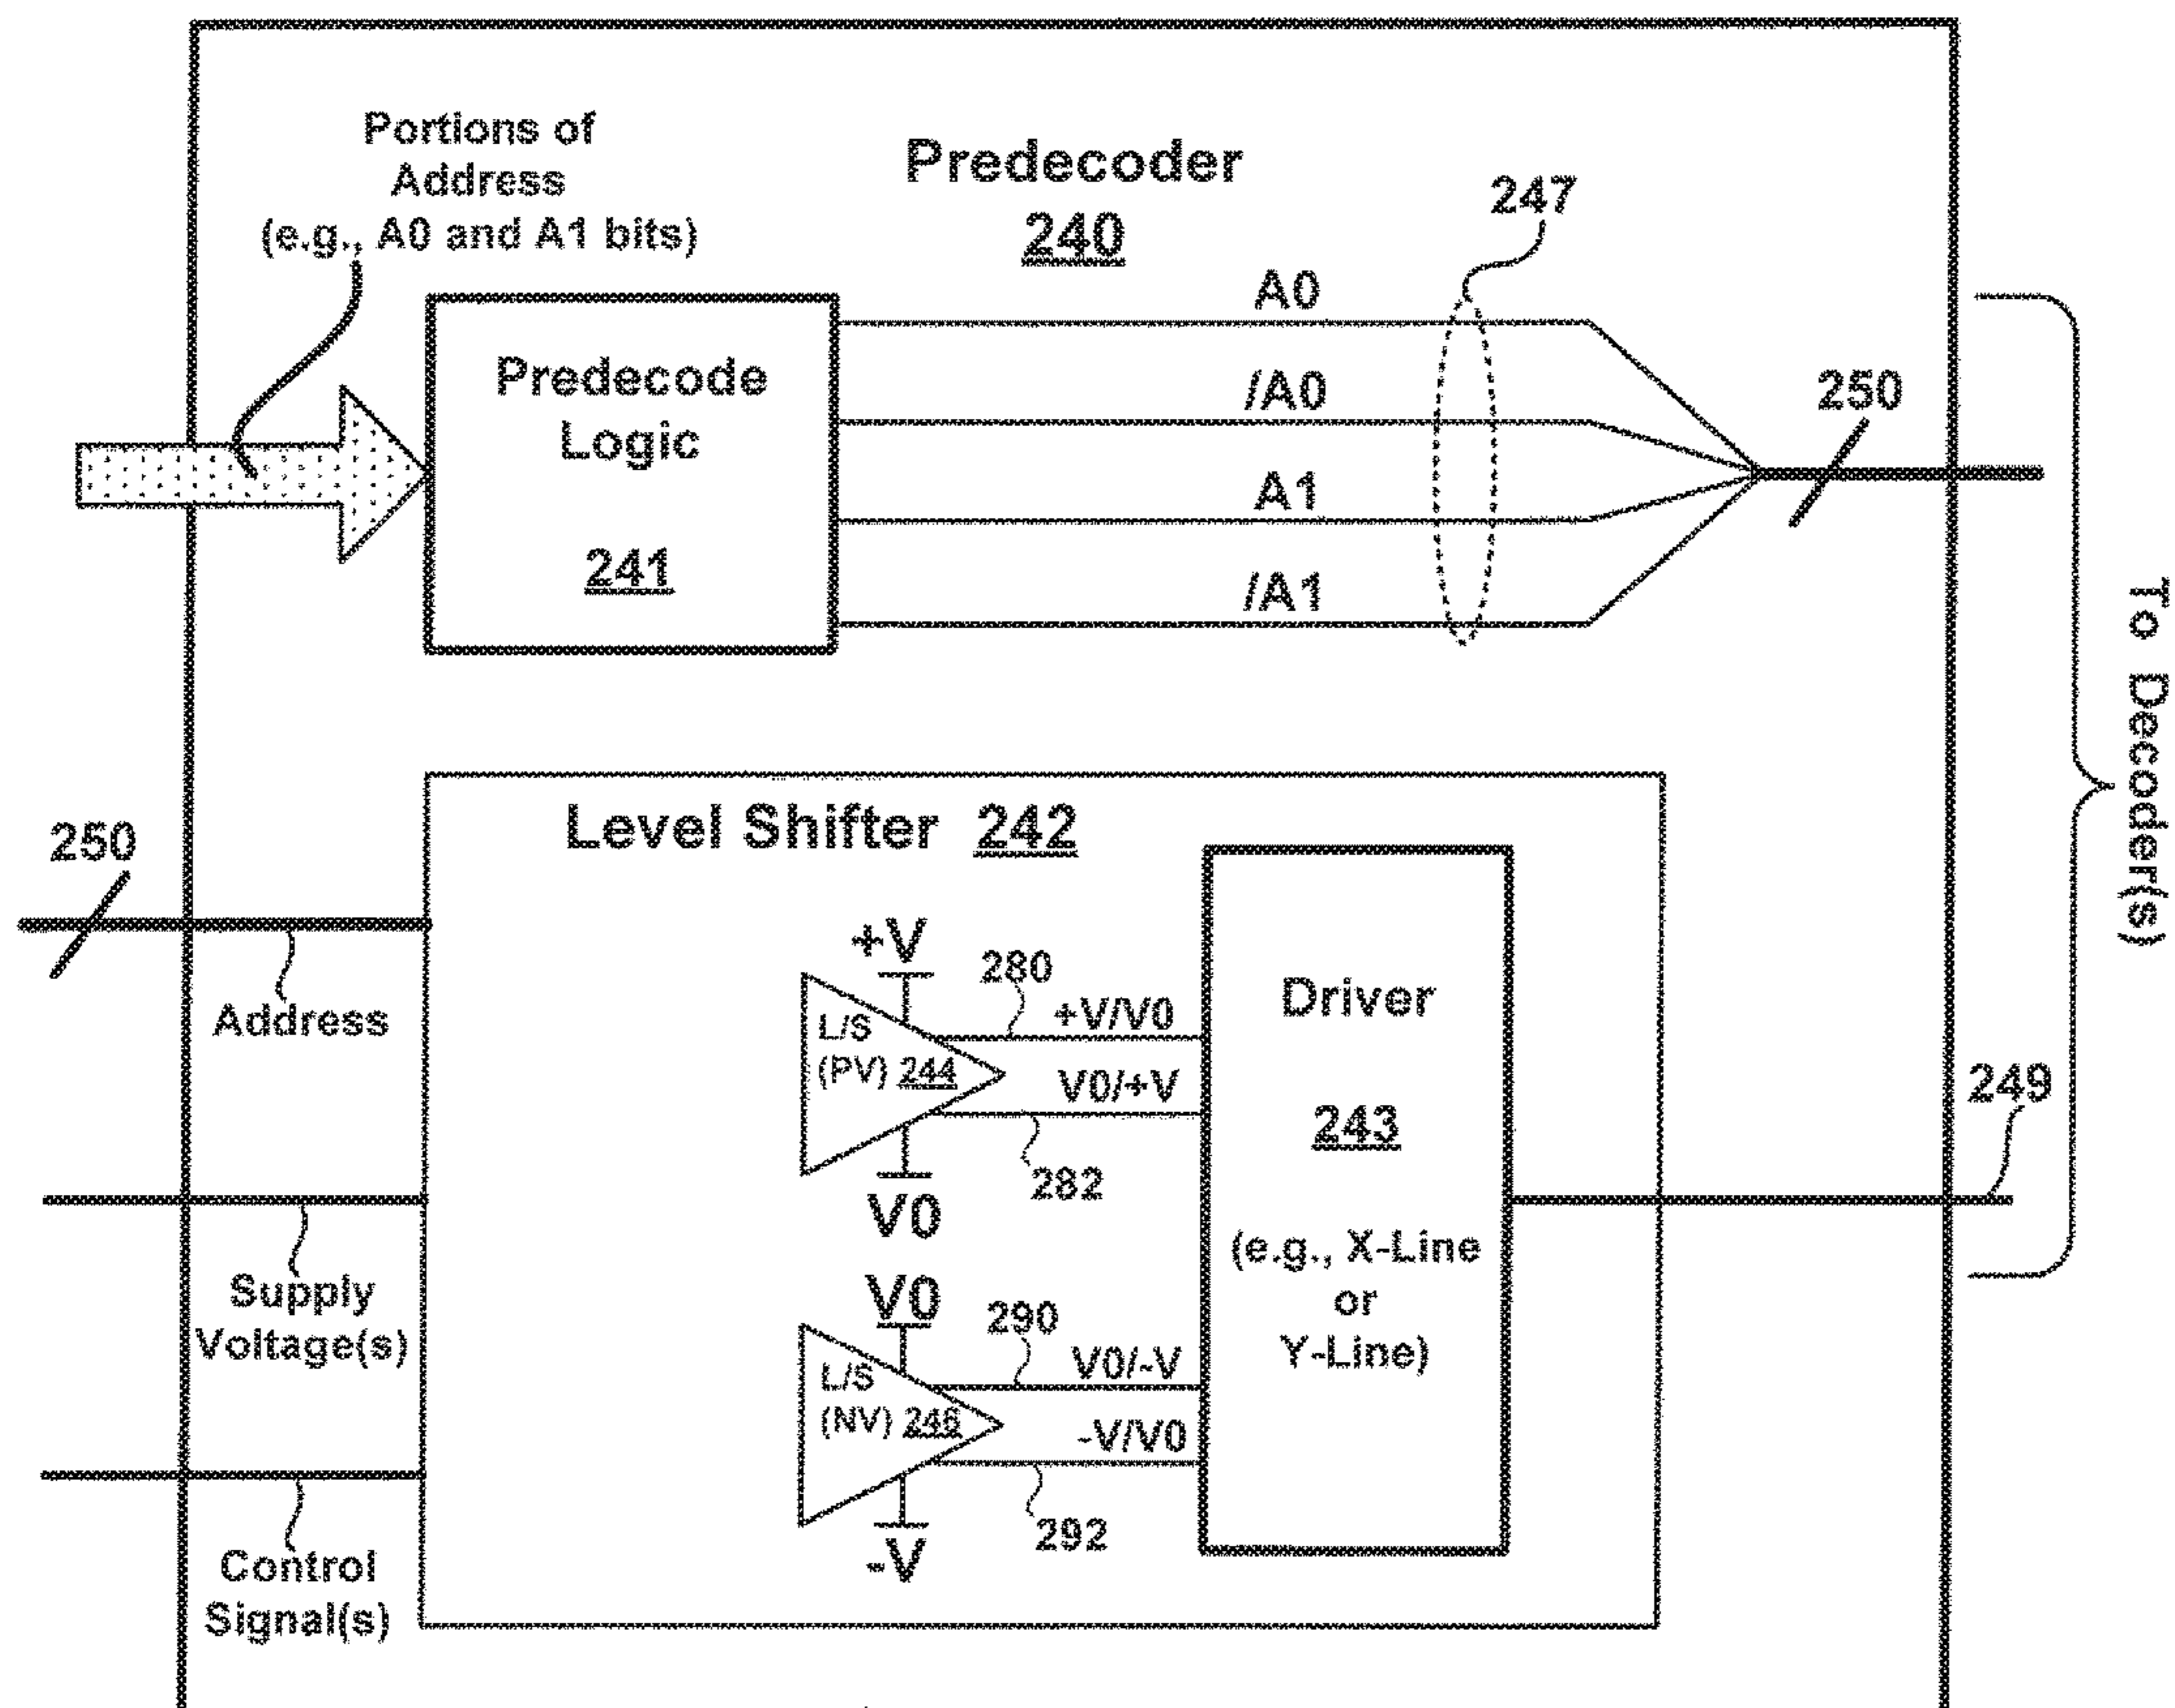 Portions of
Address
(e.g., A0 and A1 bits)
Predecoder
240
247
Predecode
Logic
241
A0
/A0
A1
/A1
250
To Decoder(s)
Level Shifter 242
250
Address
Supply
Voltage(s)
Control
Signal(s)
+V
L/S
(PV) 244
V0
280
+V/V0
V0/+V
282
V0
L/S
(NV) 246
-V
290
V0/-V
-V/V0
292
Driver
243
(e.g., X-Line
or
Y-Line)
249